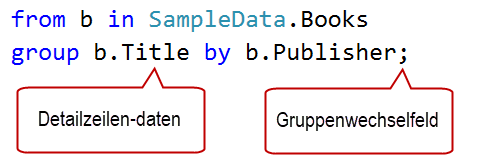 from b in SampleData.Books
group b.Title by b.Publisher;
Detailzeilen-daten
Gruppenwechselfeld